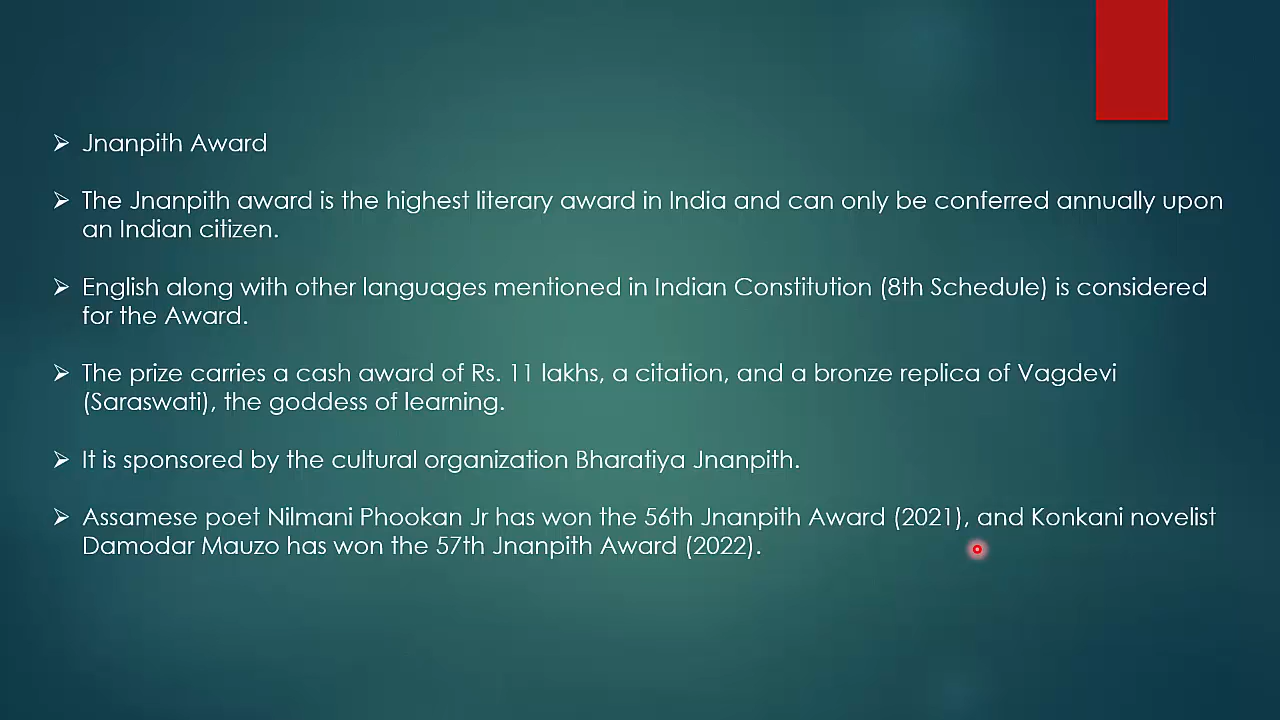 Jnanpith Award
The Jnanpith award is the highest literary award in India and can only be conferred annually upon
an Indian citizen.
English along with other languages mentioned in Indian Constitution (8th Schedule) is considered
for the Award.
The prize carries a cash award of Rs. 11 lakhs, a citation, and a bronze replica of Vagdevi
(Saraswati), the goddess of learning.
It is sponsored by the cultural organization Bharatiya Jnanpith.
Assamese poet Nilmani Phookan Jr has won the 56th Jnanpith Award (2021), and Konkani novelist
Damodar Mauzo has won the 57th Jnanpith Award (2022).